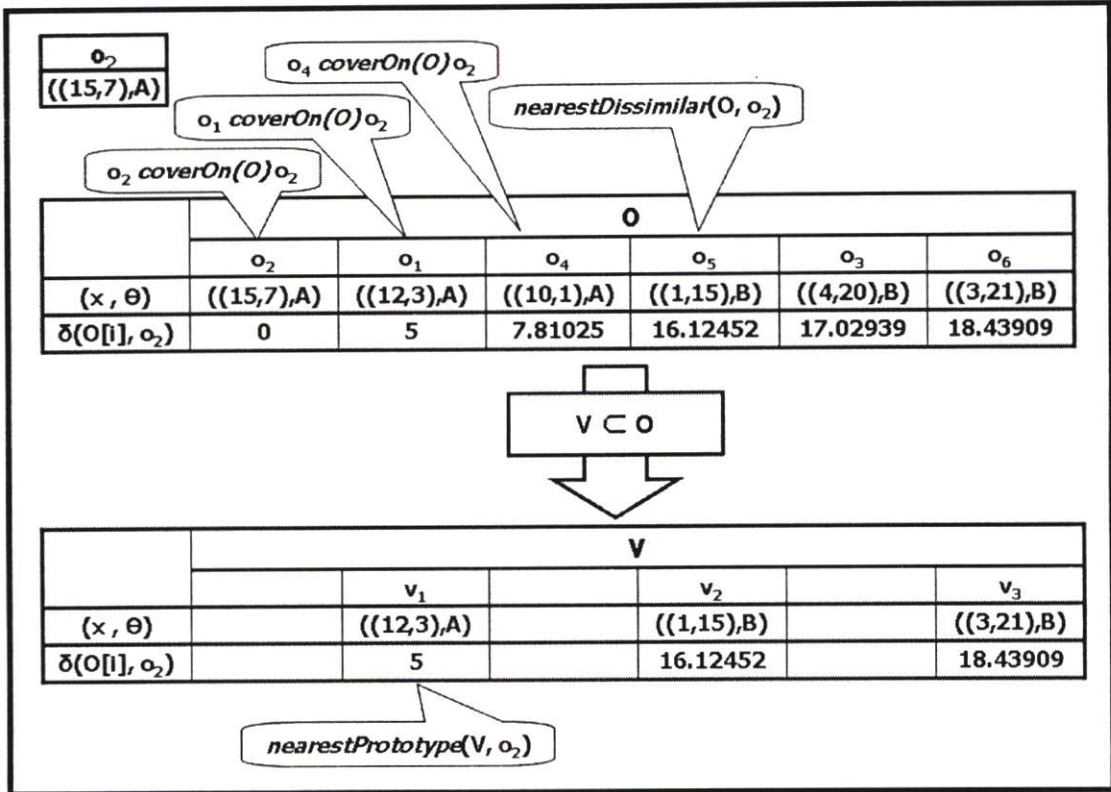 o₂
((15,7),A)
o₄ coverOn(O)o₂
o₁ coverOn(O)o₂
nearestDissimilar(O, o₂)
o₂ coverOn(O)o₂
O
o₂ o₁ o₄ o₅ o₃ o₆
(x , θ) ((15,7),A) ((12,3),A) ((10,1),A) ((1,15),B) ((4,20),B) ((3,21),B)
δ(O[i], o₂) 0 5 7.81025 16.12452 17.02939 18.43909
V ⊂ O
V
v₁ v₂ v₃
(x , θ) ((12,3),A) ((1,15),B) ((3,21),B)
δ(O[i], o₂) 5 16.12452 18.43909
nearestPrototype(V, o₂)